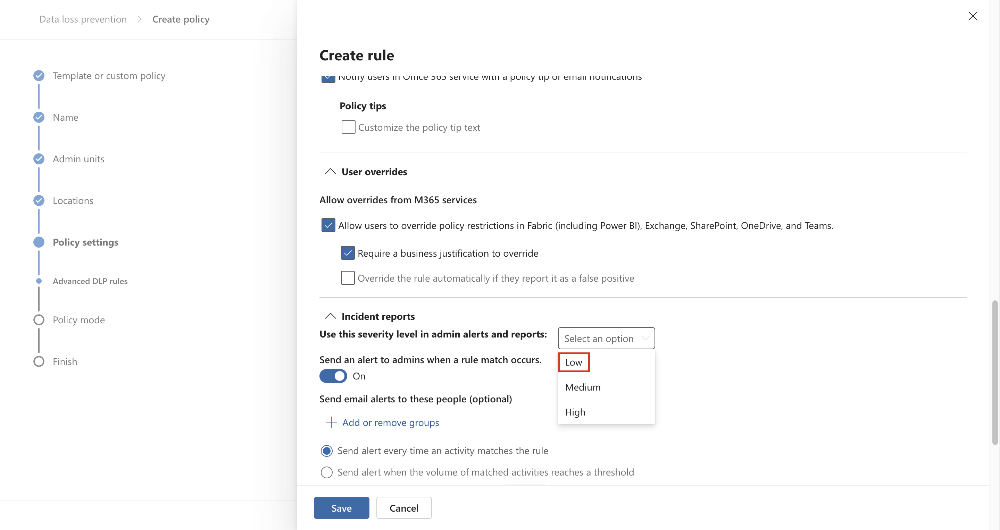 Data loss prevention > Create policy
Create rule
Template or custom policy
Name
Admin units
Locations
Policy settings
Advanced DLP rules
Policy mode
Finish
Notify users in Office 365 service with a policy tip or email notifications
Policy tips
Customize the policy tip text
User overrides
Allow overrides from M365 services
Allow users to override policy restrictions in Fabric (including Power BI), Exchange, SharePoint, OneDrive, and Teams.
Require a business justification to override
Override the rule automatically if they report it as a false positive
Incident reports
Use this severity level in admin alerts and reports:
Select an option
Low
Medium
High
Send an alert to admins when a rule match occurs.
On
Send email alerts to these people (optional)
Add or remove groups
Send alert every time an activity matches the rule
Send alert when the volume of matched activities reaches a threshold
Save
Cancel